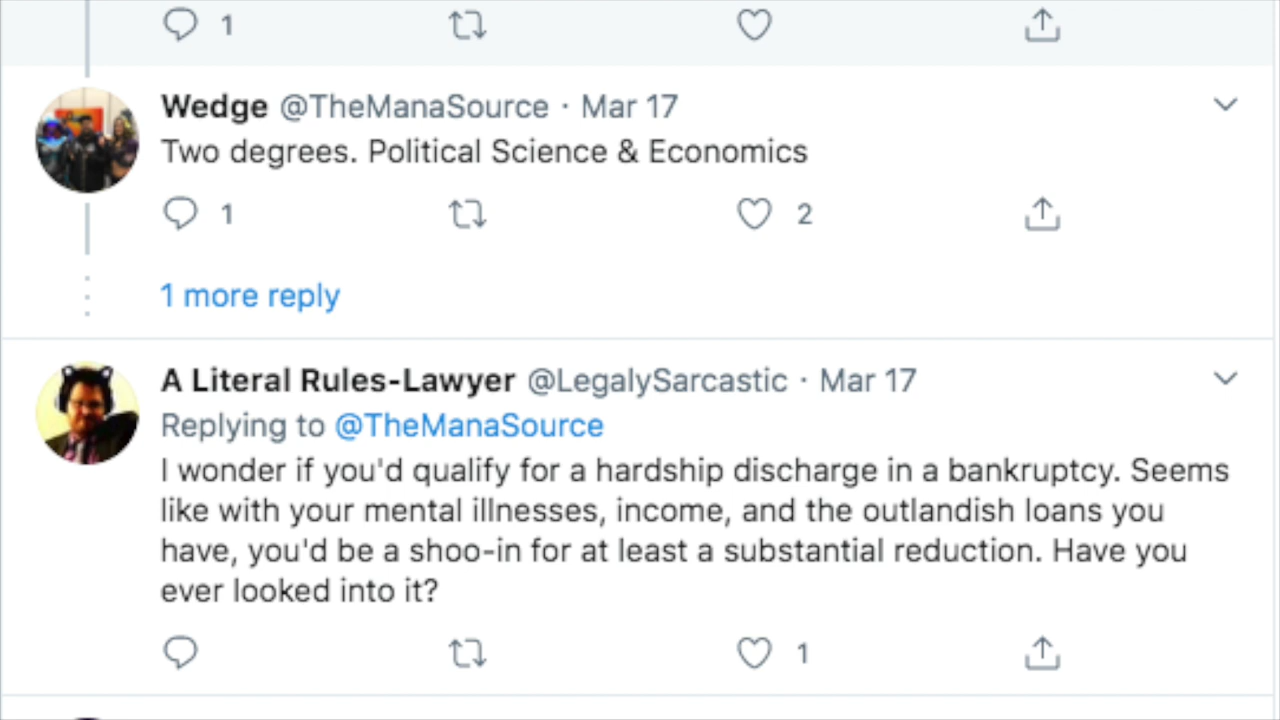 1
Wedge @TheManaSource · Mar 17
Two degrees. Political Science & Economics
1 2
1 more reply
A Literal Rules-Lawyer @LegalySarcastic · Mar 17
Replying to @TheManaSource
I wonder if you'd qualify for a hardship discharge in a bankruptcy. Seems
like with your mental illnesses, income, and the outlandish loans you
have, you'd be a shoo-in for at least a substantial reduction. Have you
ever looked into it?
1